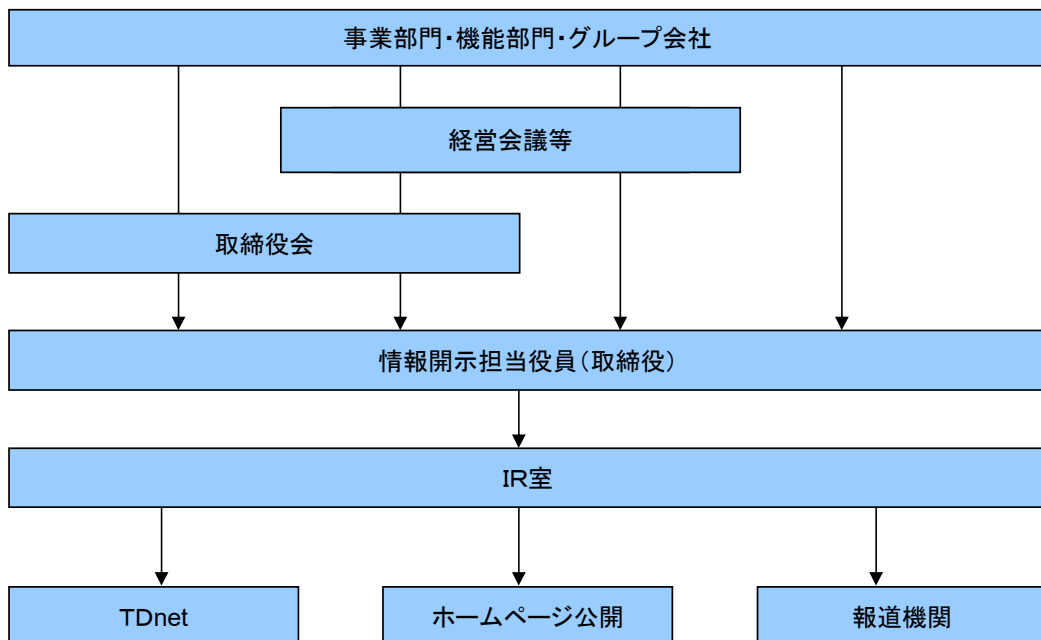 事業部門・機能部門・グループ会社
経営会議等
取締役会
情報開示担当役員（取締役）
IR室
TDnet
ホームページ公開
報道機関